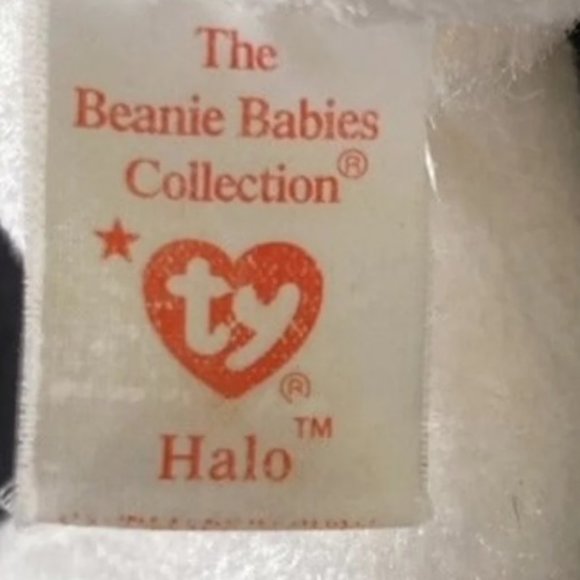 The
Beanie Babies
Collection®
ty®
Halo™